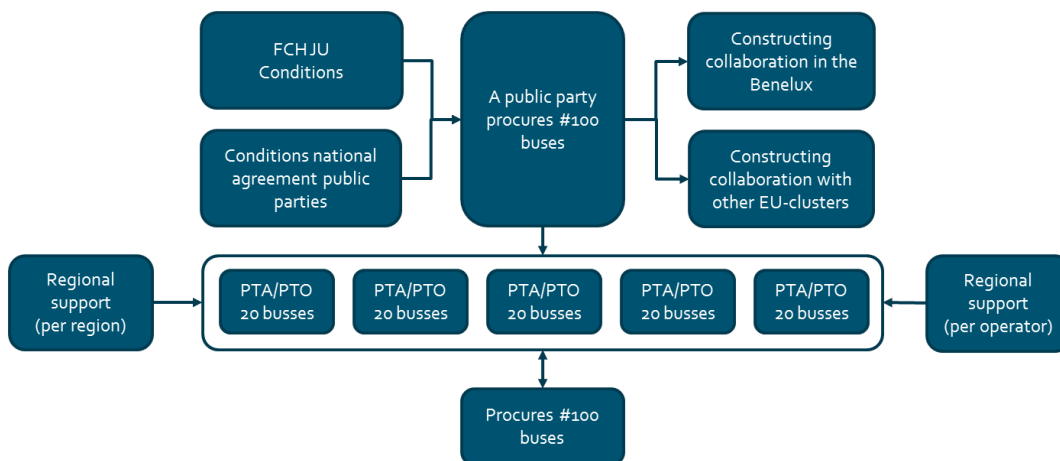 FCH JU
Conditions
Conditions national
agreement public
parties
A public party
procures #100
buses
Constructing
collaboration in the
Benelux
Constructing
collaboration with
other EU-clusters
Regional
support
(per region)
PTA/PTO
20 busses
PTA/PTO
20 busses
PTA/PTO
20 busses
PTA/PTO
20 busses
PTA/PTO
20 busses
Regional
support
(per operator)
Procures #100
buses